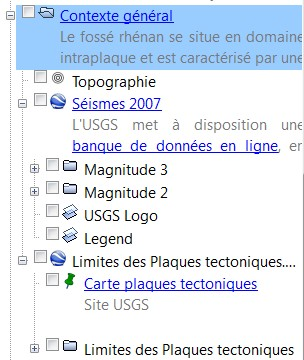 Contexte général
Le fossé rhénan se situe en domaine
intraplaque et est caractérisé par une
Topographie
Séismes 2007
L'USGS met à disposition une
banque de données en ligne, en
Magnitude 3
Magnitude 2
USGS Logo
Legend
Limites des Plaques tectoniques....
Carte plaques tectoniques
Site USGS
Limites des Plaques tectoniques